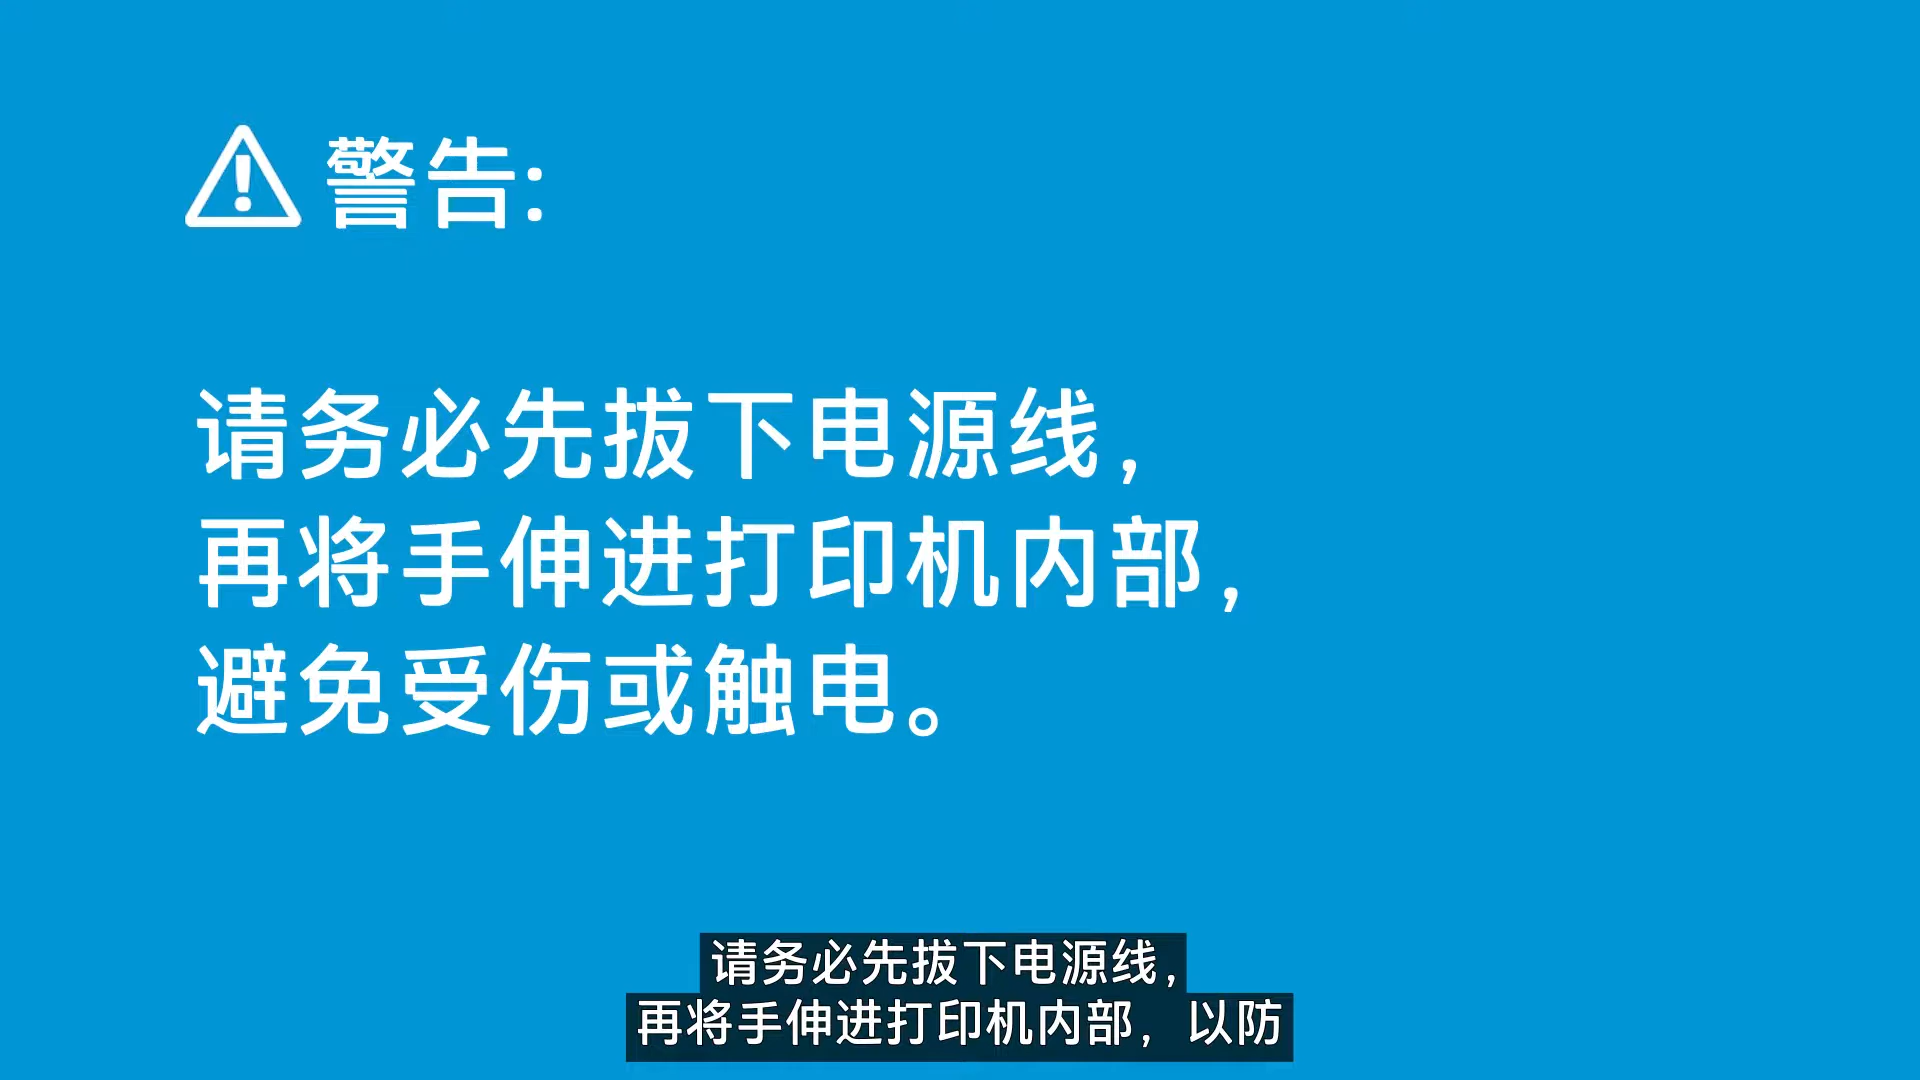 警告:
请务必先拔下电源线，
再将手伸进打印机内部，
避免受伤或触电。
请务必先拔下电源线，
再将手伸进打印机内部，以防